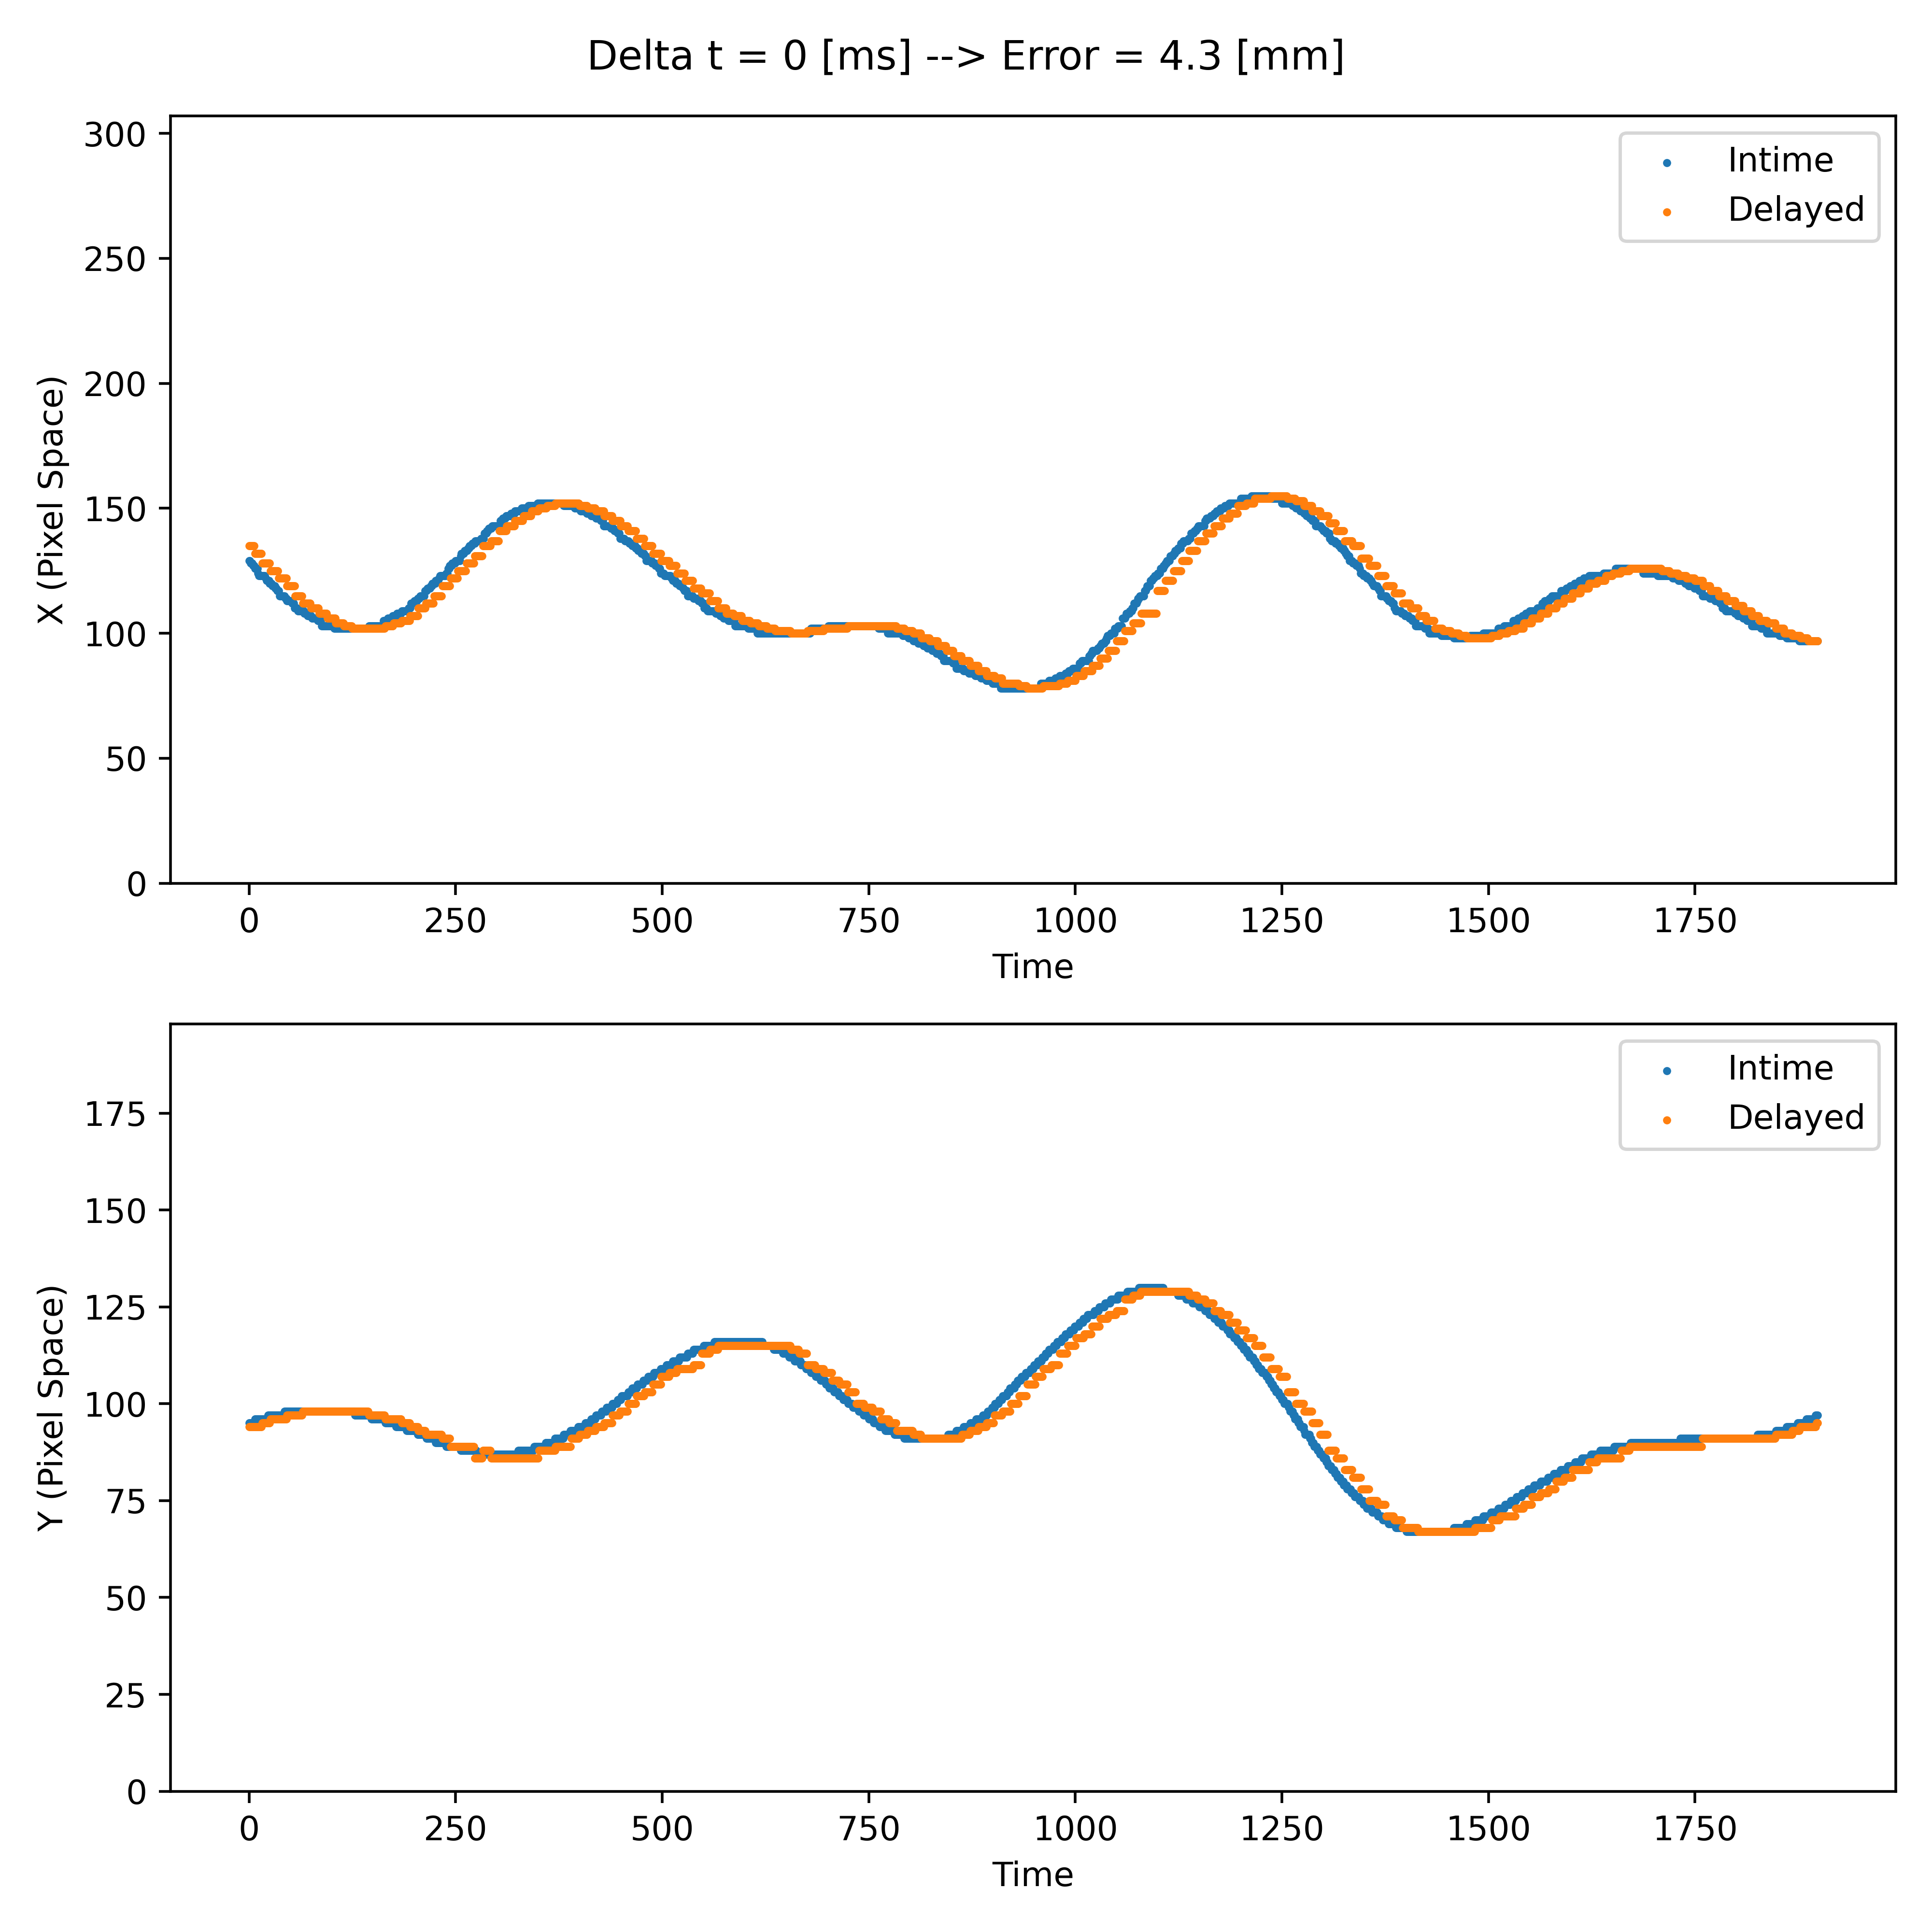 Delta t = 0 [ms] --> Error = 4.3 [mm]
300
250
200
150
100
50
0
X (Pixel Space)
Intime
Delayed
0 250 500 750 1000 1250 1500 1750
Time
175
150
125
100
75
50
25
0
Y (Pixel Space)
Intime
Delayed
0 250 500 750 1000 1250 1500 1750
Time